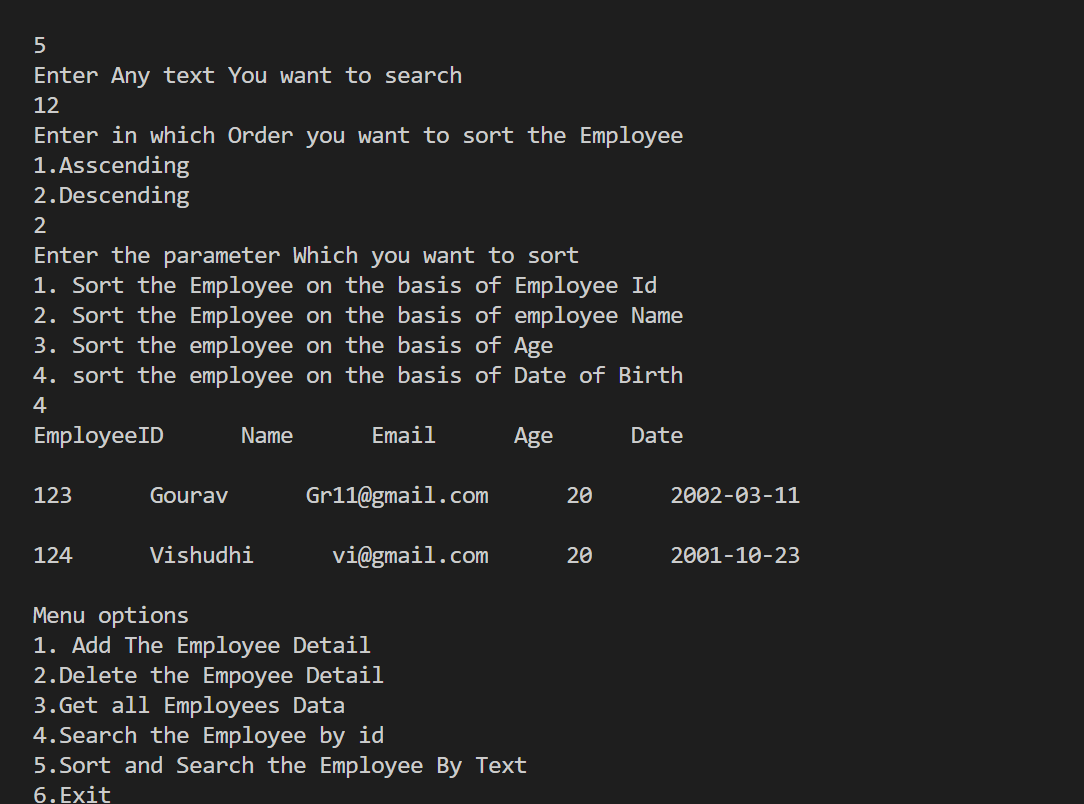 5
Enter Any text You want to search
12
Enter in which Order you want to sort the Employee
1.Asscending
2.Descending
2
Enter the parameter Which you want to sort
1. Sort the Employee on the basis of Employee Id
2. Sort the Employee on the basis of employee Name
3. Sort the employee on the basis of Age
4. sort the employee on the basis of Date of Birth
4
EmployeeID      Name      Email      Age      Date
123      Gourav      Gr11@gmail.com      20      2002-03-11
124      Vishudhi      vi@gmail.com      20      2001-10-23
Menu options
1. Add The Employee Detail
2.Delete the Empoyee Detail
3.Get all Employees Data
4.Search the Employee by id
5.Sort and Search the Employee By Text
6.Exit